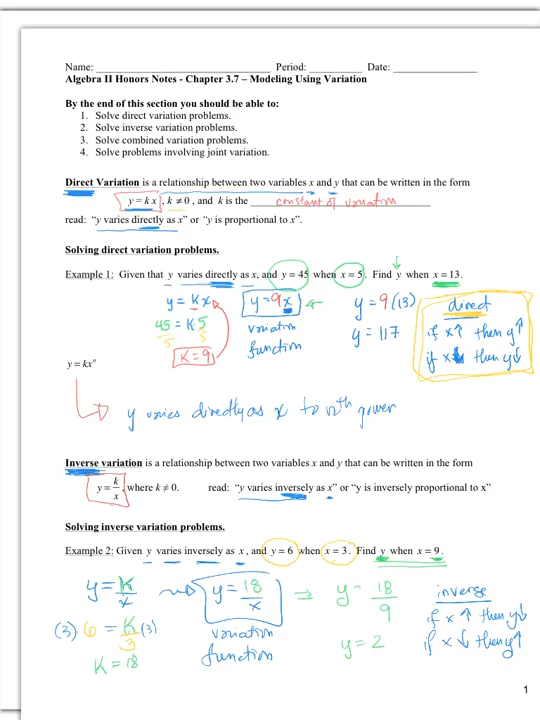 Name: ______________________________ Period: __________ Date: ________________
Algebra II Honors Notes - Chapter 3.7 – Modeling Using Variation
By the end of this section you should be able to:
1. Solve direct variation problems.
2. Solve inverse variation problems.
3. Solve combined variation problems.
4. Solve problems involving joint variation.
Direct Variation is a relationship between two variables x and y that can be written in the form
y = k x , k ≠ 0 , and k is the constant of variation
read: “y varies directly as x” or “y is proportional to x”.
Solving direct variation problems.
Example 1: Given that y varies directly as x, and y = 45 when x = 5. Find y when x = 13.
y = Kx
45 = K5
5 5
K = 9
y = 9x
variation
function
y = 9(13)
y = 117
direct
if x↑ then y↑
if x↓ then y↓
y = kxⁿ
y varies directly as x to nth power
Inverse variation is a relationship between two variables x and y that can be written in the form
y = k/x , where k ≠ 0. read: “y varies inversely as x” or “y is inversely proportional to x”
Solving inverse variation problems.
Example 2: Given y varies inversely as x , and y = 6 when x = 3. Find y when x = 9.
y = K/x
(3) 6 = K/3 (3)
K = 18
y = 18/x
variation
function
y = 18/9
y = 2
inverse
if x ↑ then y↓
if x ↓ then y↑
1